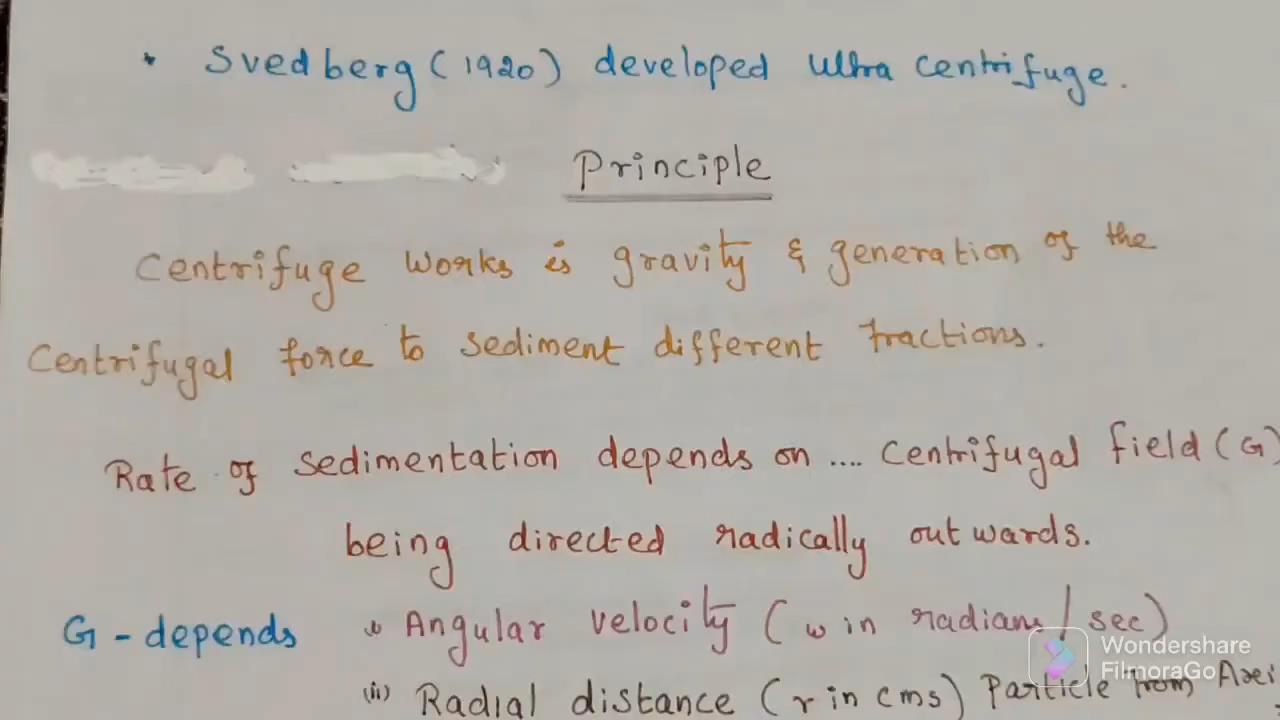 * Svedberg (1920) developed Ultra centrifuge.
Principle
Centrifuge works is gravity & generation of the
Centrifugal force to sediment different fractions.
Rate of sedimentation depends on .... Centrifugal field (G)
being directed radically outwards.
G - depends i) Angular velocity (ω in radians / sec)
(ii) Radial distance (r in cms) Particle from Axi
Wondershare
FilmoraGo